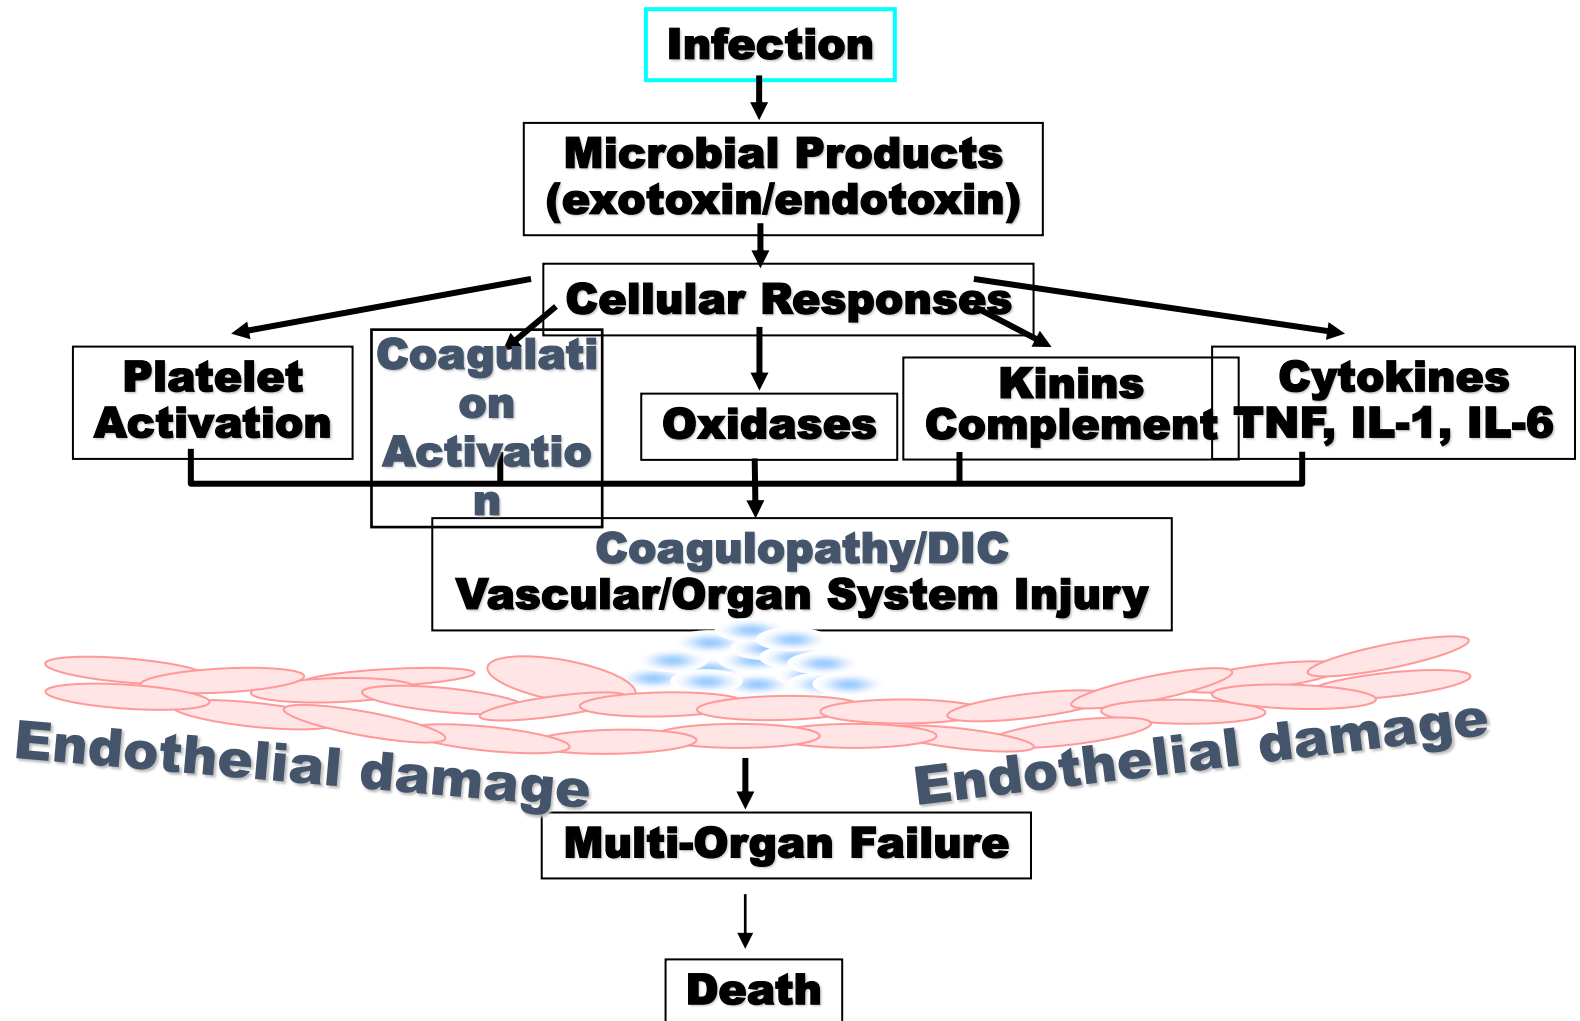 Infection
Microbial Products
(exotoxin/endotoxin)
Cellular Responses
Platelet
Activation
Coagulati
on
Activatio
n
Oxidases
Kinins
Complement
Cytokines
TNF, IL-1, IL-6
Coagulopathy/DIC
Vascular/Organ System Injury
Endothelial damage
Endothelial damage
Multi-Organ Failure
Death